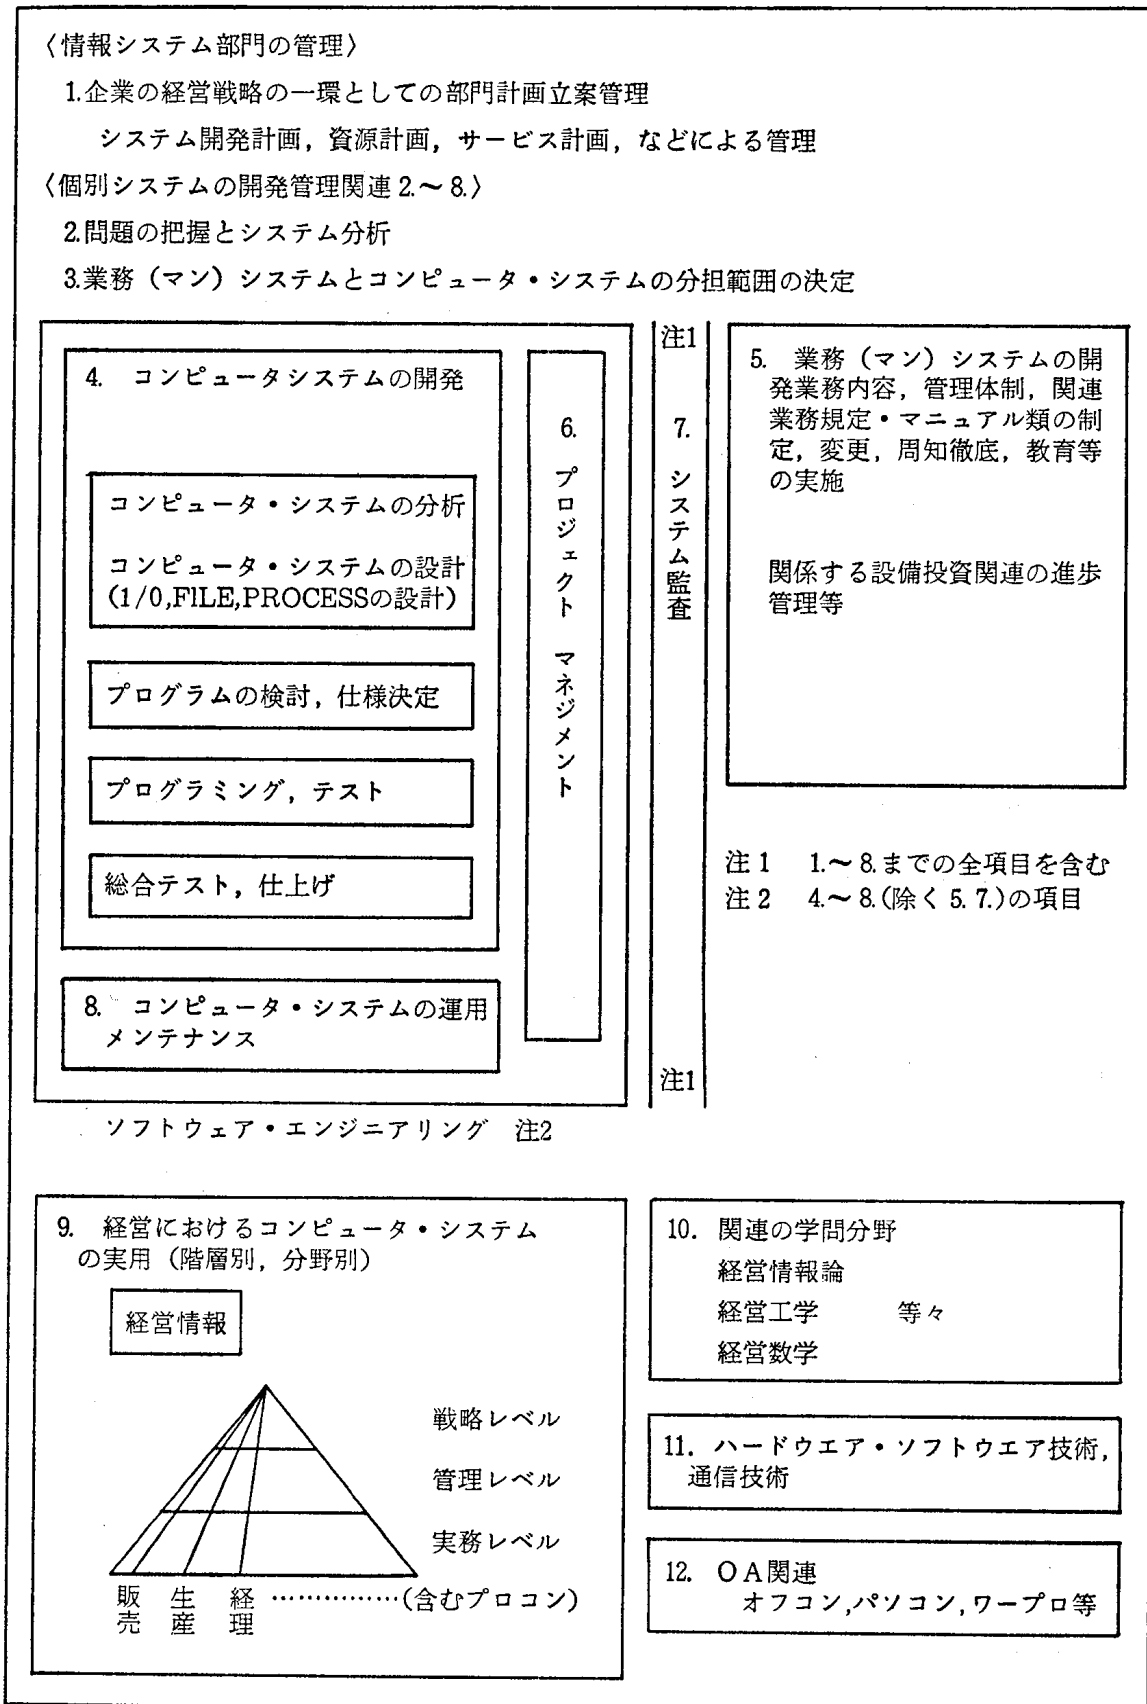 〈情報システム部門の管理〉
1.企業の経営戦略の一環としての部門計画立案管理
システム開発計画，資源計画，サービス計画，などによる管理
〈個別システムの開発管理関連2.～8.〉
2.問題の把握とシステム分析
3.業務（マン）システムとコンピュータ・システムの分担範囲の決定
4. コンピュータシステムの開発
コンピュータ・システムの分析
コンピュータ・システムの設計
(1/0,FILE,PROCESSの設計)
プログラムの検討，仕様決定
プログラミング，テスト
総合テスト，仕上げ
8. コンピュータ・システムの運用
メンテナンス
6.プロジェクト マネジメント
注1
7.システム監査
注1
5. 業務（マン）システムの開
発業務内容，管理体制，関連
業務規定・マニュアル類の制
定，変更，周知徹底，教育等
の実施
関係する設備投資関連の進歩
管理等
注1 1.～8.までの全項目を含む
注2 4.～8.(除く5.7.)の項目
ソフトウェア・エンジニアリング 注2
9. 経営におけるコンピュータ・システム
の実用（階層別，分野別）
経営情報
戦略レベル
管理レベル
実務レベル
販売 生産 経理……………(含むプロコン)
10. 関連の学問分野
経営情報論
経営工学 等々
経営数学
11. ハードウエア・ソフトウエア技術，
通信技術
12. OA関連
オフコン,パソコン,ワープロ等